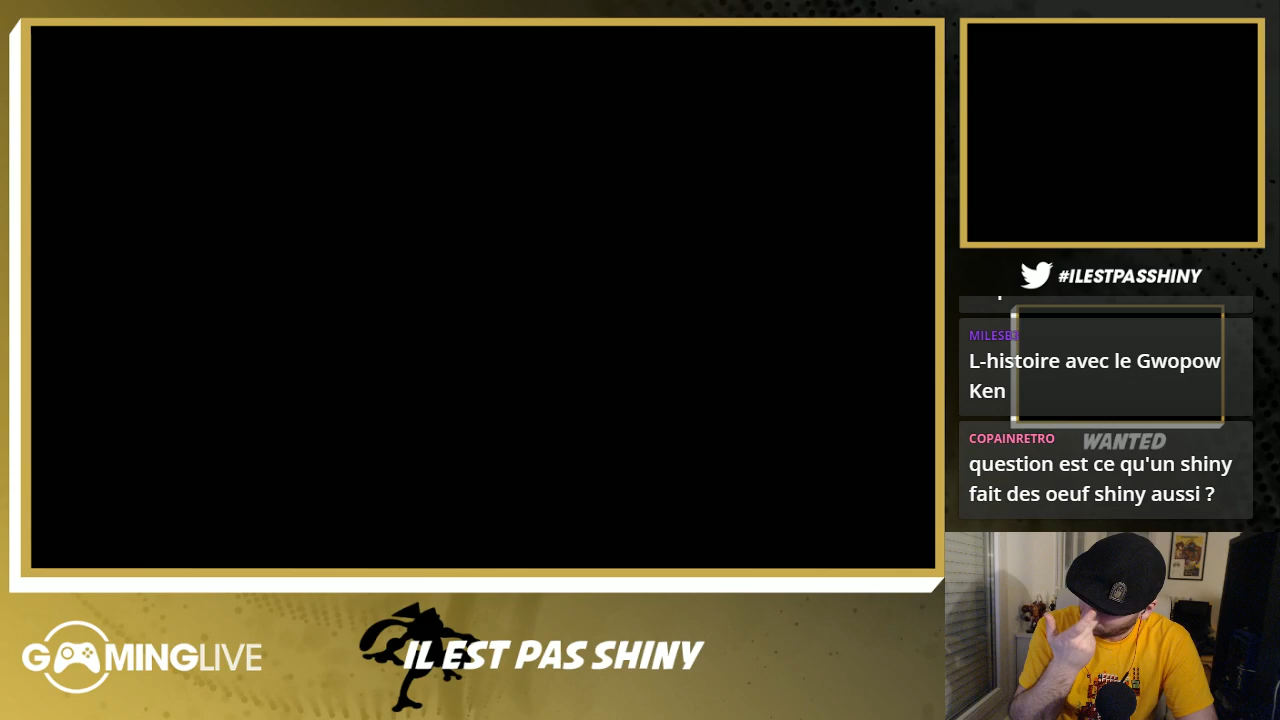 #ILESTPASSHINY
L-histoire avec le Gwopow
Ken
COPAINRETRO
WANTED
question est ce qu'un shiny
fait des oeuf shiny aussi ?
GAMINGLIVE
IL EST PAS SHINY